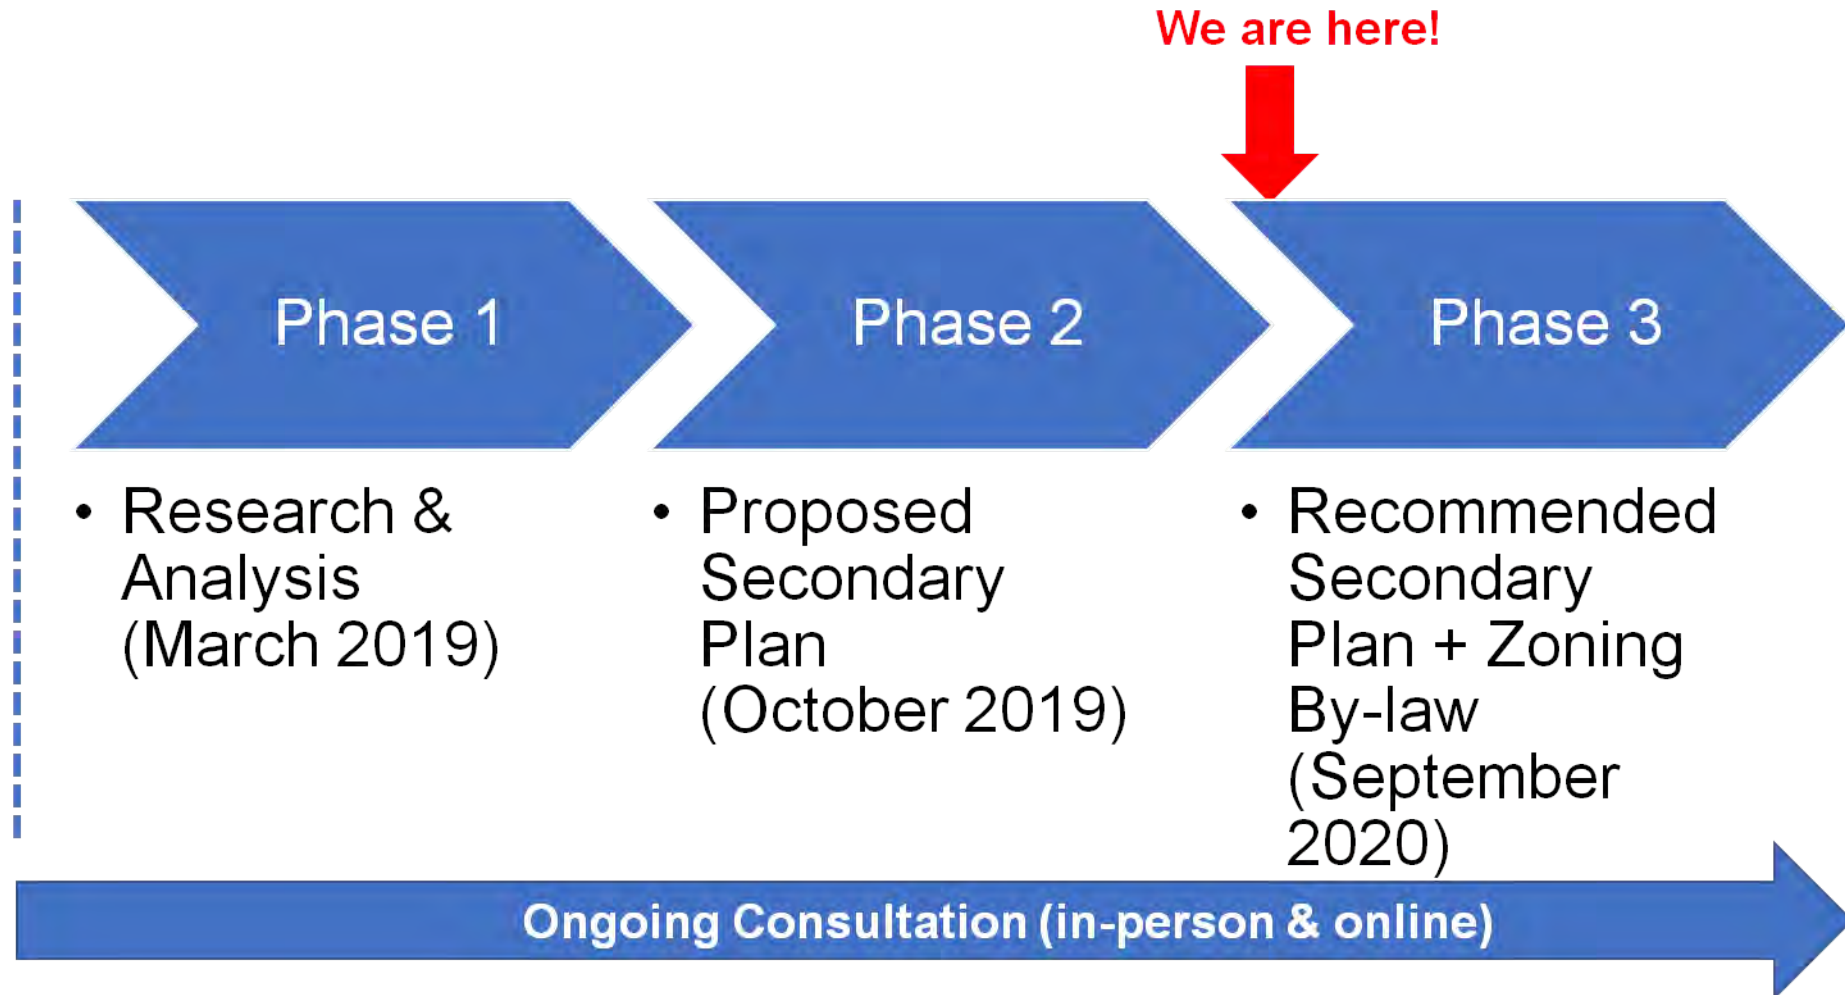 We are here!
Phase 1
Phase 2
Phase 3
• Research &
Analysis
(March 2019)
• Proposed
Secondary
Plan
(October 2019)
• Recommended
Secondary
Plan + Zoning
By-law
(September
2020)
Ongoing Consultation (in-person & online)